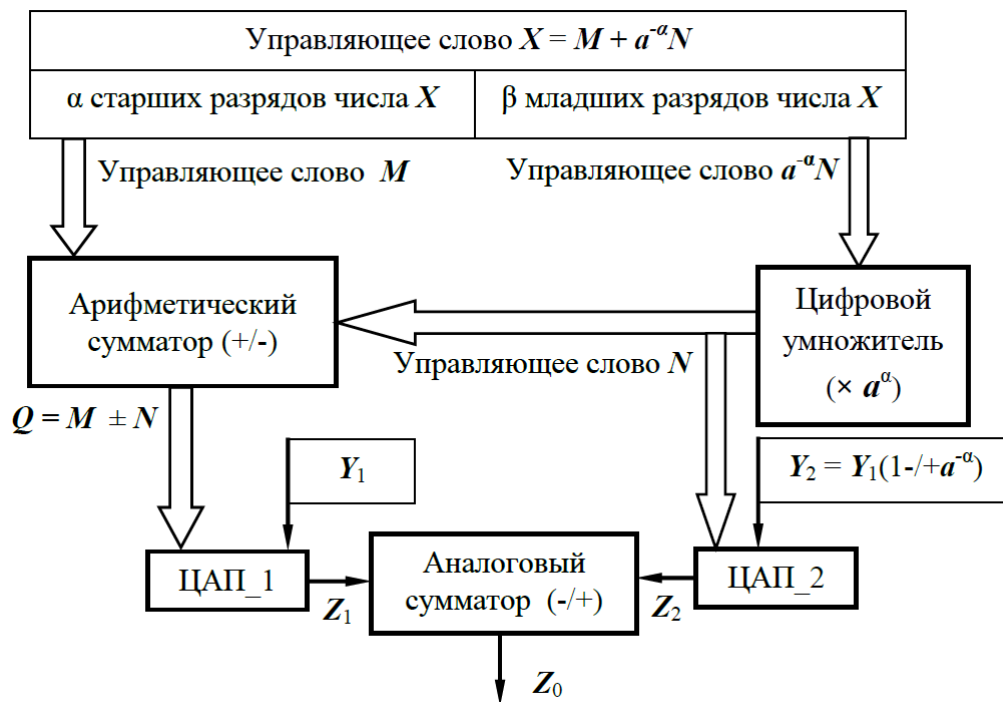 Управляющее слово X = M + a^-α N
α старших разрядов числа X
β младших разрядов числа X
Управляющее слово M
Управляющее слово a^-α N
Арифметический
сумматор (+/-)
Цифровой
умножитель
(× a^α)
Управляющее слово N
Q = M ± N
Y₁
Y₂ = Y₁(1-/+a^-α)
ЦАП_1
Аналоговый
сумматор (-/+)
ЦАП_2
Z₁
Z₂
Z₀